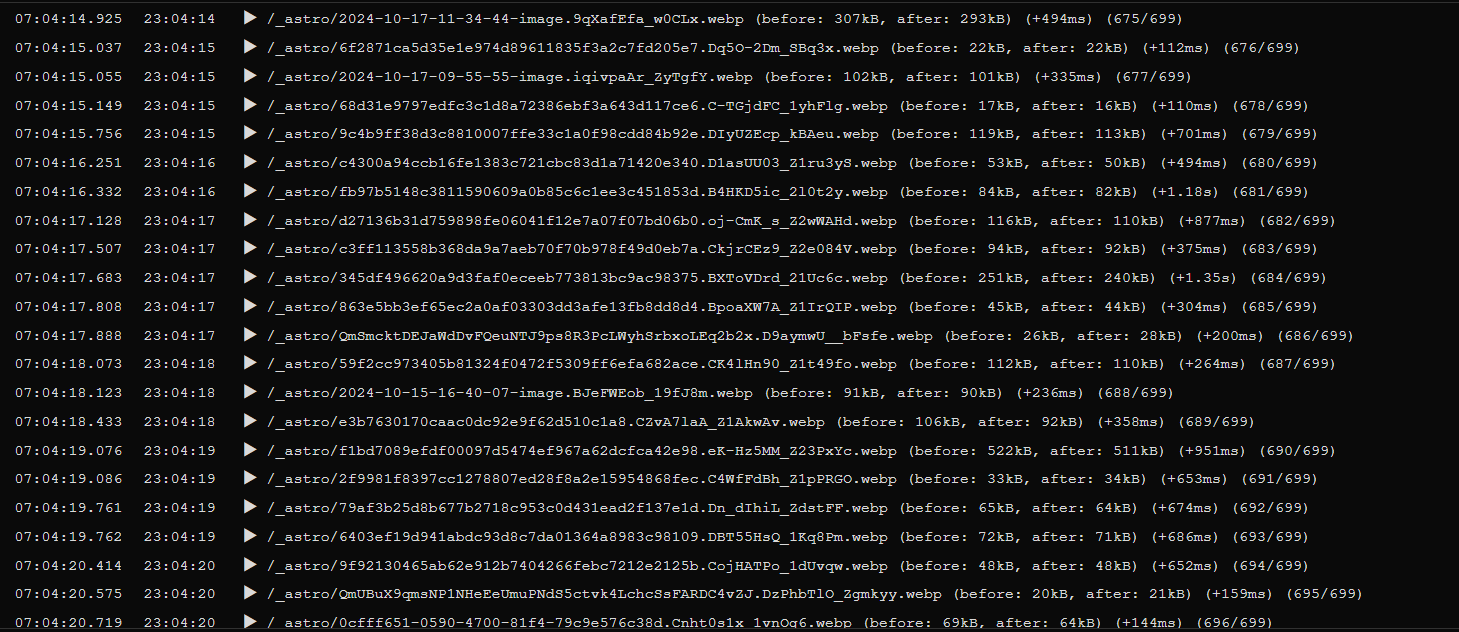 07:04:14.925 23:04:14 ▶ /_astro/2024-10-17-11-34-44-image.9qXafEfa_w0CLx.webp (before: 307kB, after: 293kB) (+494ms) (675/699)
07:04:15.037 23:04:15 ▶ /_astro/6f2871ca5d35e1e974d89611835f3a2c7fd205e7.Dq5O-2Dm_SBq3x.webp (before: 22kB, after: 22kB) (+112ms) (676/699)
07:04:15.055 23:04:15 ▶ /_astro/2024-10-17-09-55-55-image.iqivpaAr_ZyTgfY.webp (before: 102kB, after: 101kB) (+335ms) (677/699)
07:04:15.149 23:04:15 ▶ /_astro/68d31e9797edfc3c1d8a72386ebf3a643d117ce6.C-TGjdFC_1yhFlg.webp (before: 17kB, after: 16kB) (+110ms) (678/699)
07:04:15.756 23:04:15 ▶ /_astro/9c4b9ff38d3c8810007ffe33c1a0f98cdd84b92e.DIyUZEcp_kBAeu.webp (before: 119kB, after: 113kB) (+701ms) (679/699)
07:04:16.251 23:04:16 ▶ /_astro/c4300a94ccb16fe1383c721cbc83d1a71420e340.D1asUU03_Z1ru3yS.webp (before: 53kB, after: 50kB) (+494ms) (680/699)
07:04:16.332 23:04:16 ▶ /_astro/fb97b5148c3811590609a0b85c6c1ee3c451853d.B4HKD5ic_2l0t2y.webp (before: 84kB, after: 82kB) (+1.18s) (681/699)
07:04:17.128 23:04:17 ▶ /_astro/d27136b31d759898fe06041f12e7a07f07bd06b0.oj-CmK_s_Z2wWAHd.webp (before: 116kB, after: 110kB) (+877ms) (682/699)
07:04:17.507 23:04:17 ▶ /_astro/c3ff113558b368da9a7aeb70f70b978f49d0eb7a.CkjrCEz9_Z2e084V.webp (before: 94kB, after: 92kB) (+375ms) (683/699)
07:04:17.683 23:04:17 ▶ /_astro/345df496620a9d3faf0eceeb773813bc9ac98375.BXToVDrd_21Uc6c.webp (before: 251kB, after: 240kB) (+1.35s) (684/699)
07:04:17.808 23:04:17 ▶ /_astro/863e5bb3ef65ec2a0af03303dd3afe13fb8dd8d4.BpoaXW7A_Z1IrQIP.webp (before: 45kB, after: 44kB) (+304ms) (685/699)
07:04:17.888 23:04:17 ▶ /_astro/QmSmcktDEJaWdDvFQeuNTJ9ps8R3PcLWyhSrbxoLEq2b2x.D9aymwU__bFsfe.webp (before: 26kB, after: 28kB) (+200ms) (686/699)
07:04:18.073 23:04:18 ▶ /_astro/59f2cc973405b81324f0472f5309ff6efa682ace.CK4lHn90_Z1t49fo.webp (before: 112kB, after: 110kB) (+264ms) (687/699)
07:04:18.123 23:04:18 ▶ /_astro/2024-10-15-16-40-07-image.BJeFWEob_19fJ8m.webp (before: 91kB, after: 90kB) (+236ms) (688/699)
07:04:18.433 23:04:18 ▶ /_astro/e3b7630170caac0dc92e9f62d510c1a8.CZvA7laA_Z1AkwAv.webp (before: 106kB, after: 92kB) (+358ms) (689/699)
07:04:19.076 23:04:19 ▶ /_astro/f1bd7089efdf00097d5474ef967a62dcfca42e98.eK-Hz5MM_Z23PxYc.webp (before: 522kB, after: 511kB) (+951ms) (690/699)
07:04:19.086 23:04:19 ▶ /_astro/2f9981f8397cc1278807ed28f8a2e15954868fec.C4WfFdBh_Z1pPRGO.webp (before: 33kB, after: 34kB) (+653ms) (691/699)
07:04:19.761 23:04:19 ▶ /_astro/79af3b25d8b677b2718c953c0d431ead2f137e1d.Dn_dIhiL_ZdstFF.webp (before: 65kB, after: 64kB) (+674ms) (692/699)
07:04:19.762 23:04:19 ▶ /_astro/6403ef19d941abdc93d8c7da01364a8983c98109.DBT55HsQ_1Kq8Pm.webp (before: 72kB, after: 71kB) (+686ms) (693/699)
07:04:20.414 23:04:20 ▶ /_astro/9f92130465ab62e912b7404266febc7212e2125b.CojHATPo_1dUvqw.webp (before: 48kB, after: 48kB) (+652ms) (694/699)
07:04:20.575 23:04:20 ▶ /_astro/QmUBuX9qmsNP1NHeEeUmuPNdS5ctvk4LchcSsFARDC4vZJ.DzPhbTlO_Zgmkyy.webp (before: 20kB, after: 21kB) (+159ms) (695/699)
07:04:20.719 23:04:20 ▶ /_astro/0cfff651-0590-4700-81f4-79c9e576c38d.Cnht0s1x_1vnOg6.webp (before: 69kB, after: 64kB) (+144ms) (696/699)